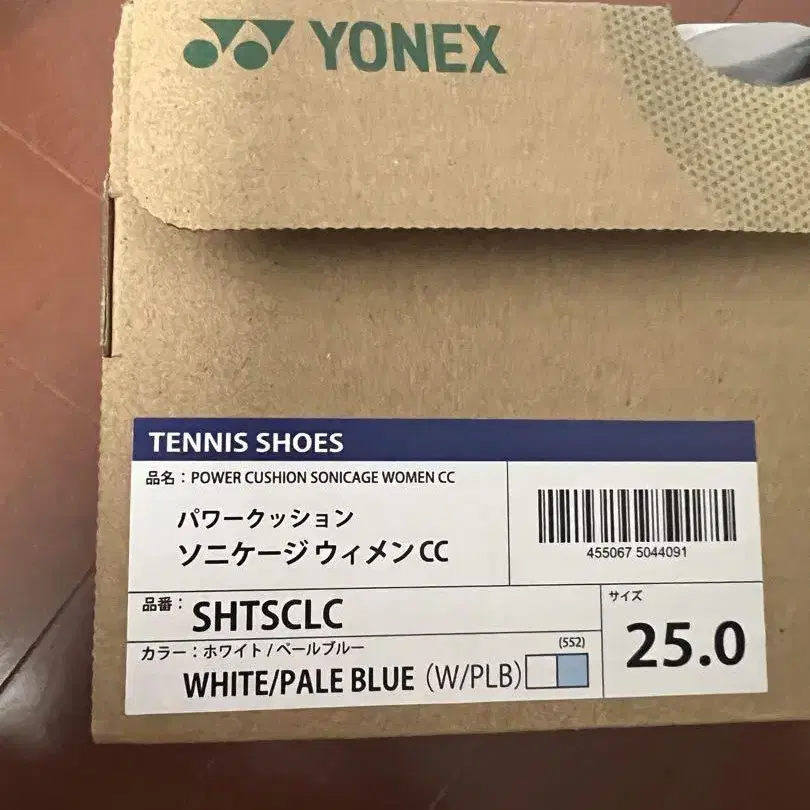 YONEX
TENNIS SHOES
品名：POWER CUSHION SONICAGE WOMEN CC
パワークッション
ソニケージ ウィメン CC
455067 5044091
品番：SHTSCLC
サイズ
25.0
カラー：ホワイト / ペールブルー
(552)
WHITE/PALE BLUE (W/PLB)